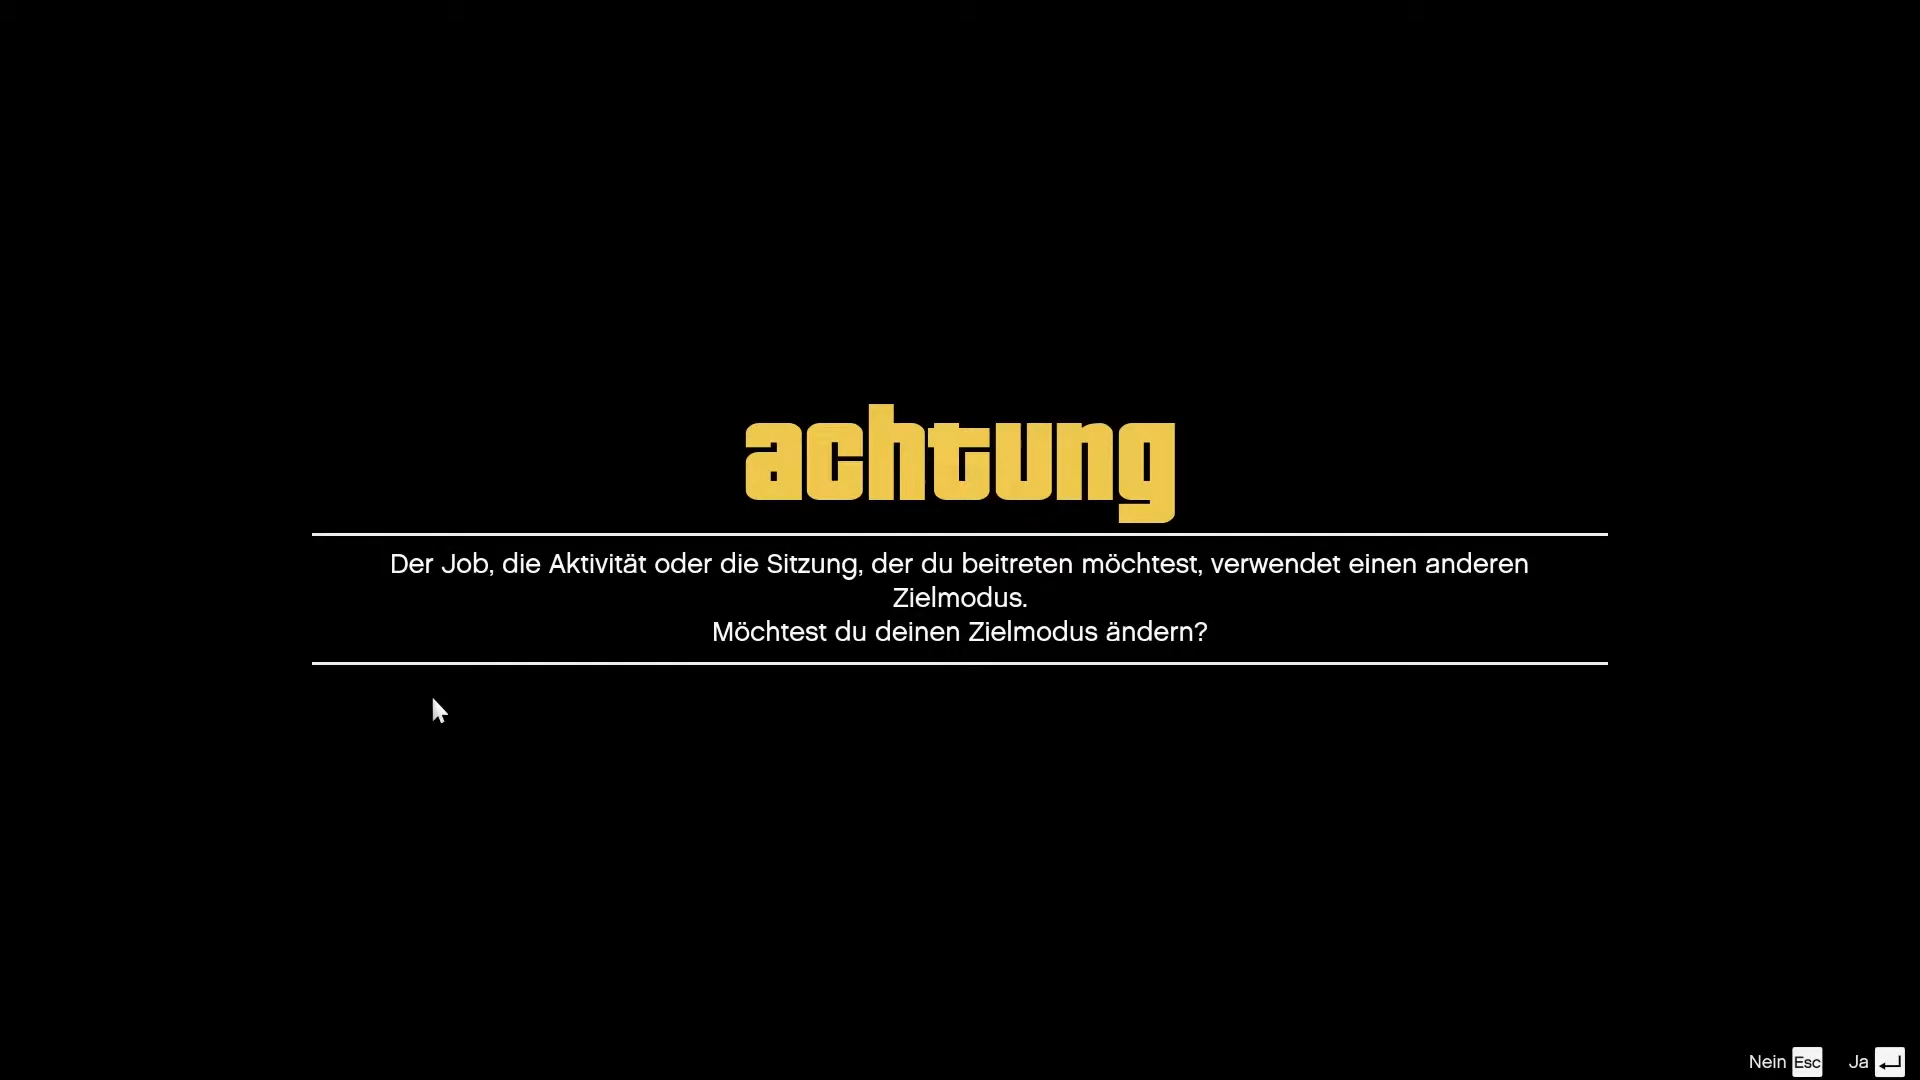 achtung
Der Job, die Aktivität oder die Sitzung, der du beitreten möchtest, verwendet einen anderen
Zielmodus.
Möchtest du deinen Zielmodus ändern?
Nein Esc Ja